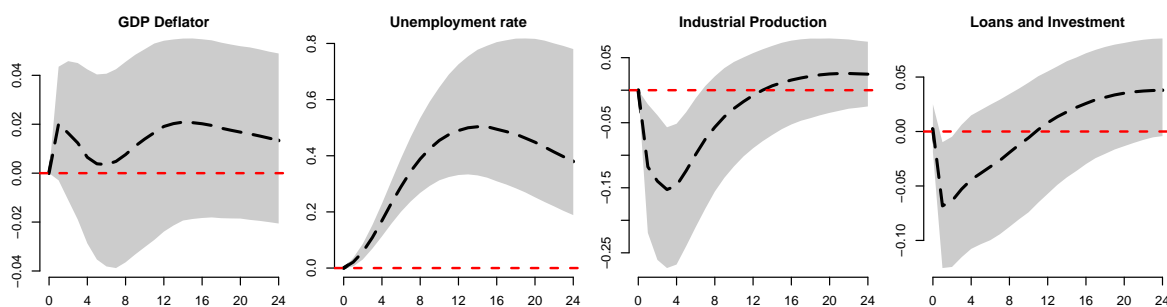 GDP Deflator
Unemployment rate
Industrial Production
Loans and Investment
0.04
0.02
0.00
−0.02
−0.04
0 4 8 12 16 20 24
0.8
0.6
0.4
0.2
0.0
0 4 8 12 16 20 24
0.05
−0.05
−0.15
−0.25
0 4 8 12 16 20 24
0.05
0.00
−0.05
−0.10
0 4 8 12 16 20 24